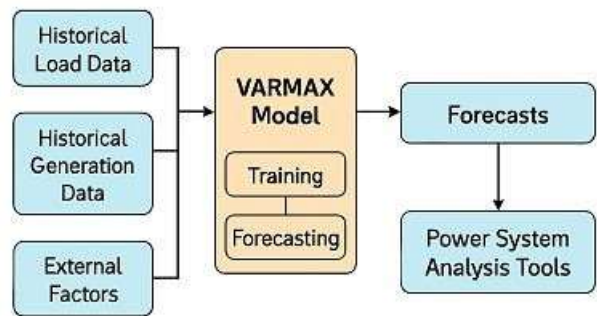 Historical
Load Data
Historical
Generation
Data
External
Factors
VARMAX
Model
Training
Forecasting
Forecasts
Power System
Analysis Tools